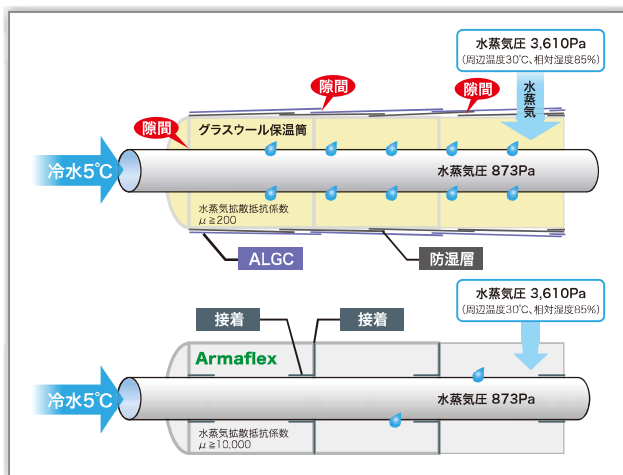 水蒸気圧 3,610Pa
(周辺温度30℃、相対湿度85%)
隙間
隙間
水蒸気
隙間
グラスウール保温筒
冷水5℃
水蒸気圧 873Pa
水蒸気拡散抵抗係数
μ≧200
ALGC
防湿層
水蒸気圧 3,610Pa
(周辺温度30℃、相対湿度85%)
接着
接着
Armaflex
冷水5℃
水蒸気圧 873Pa
水蒸気拡散抵抗係数
μ≧10,000